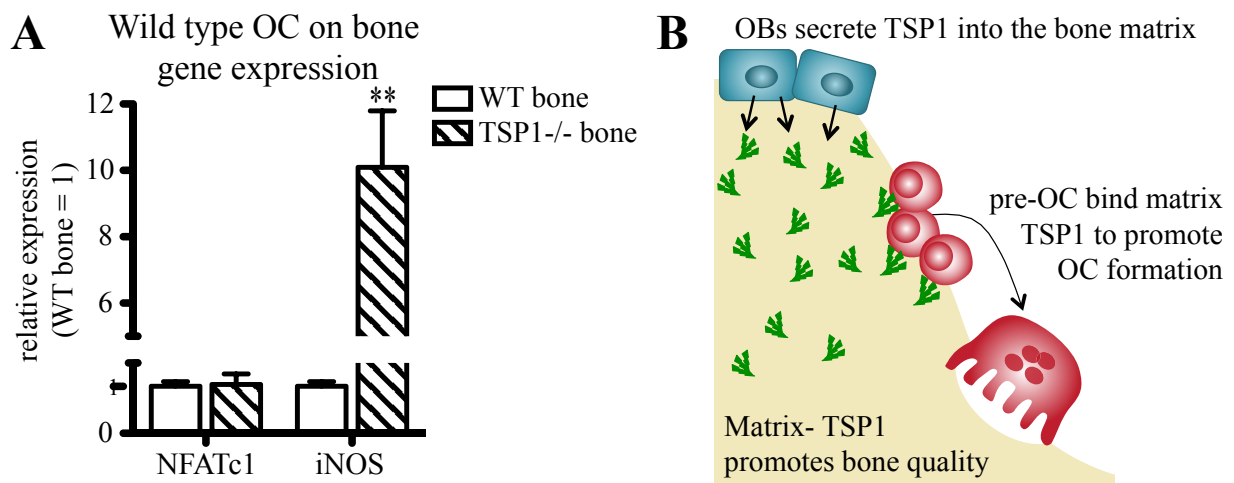 A
Wild type OC on bone
gene expression
**
WT bone
TSP1-/- bone
relative expression
(WT bone = 1)
12
10
8
6
1
0
NFATc1
iNOS
B
OBs secrete TSP1 into the bone matrix
pre-OC bind matrix
TSP1 to promote
OC formation
Matrix- TSP1
promotes bone quality